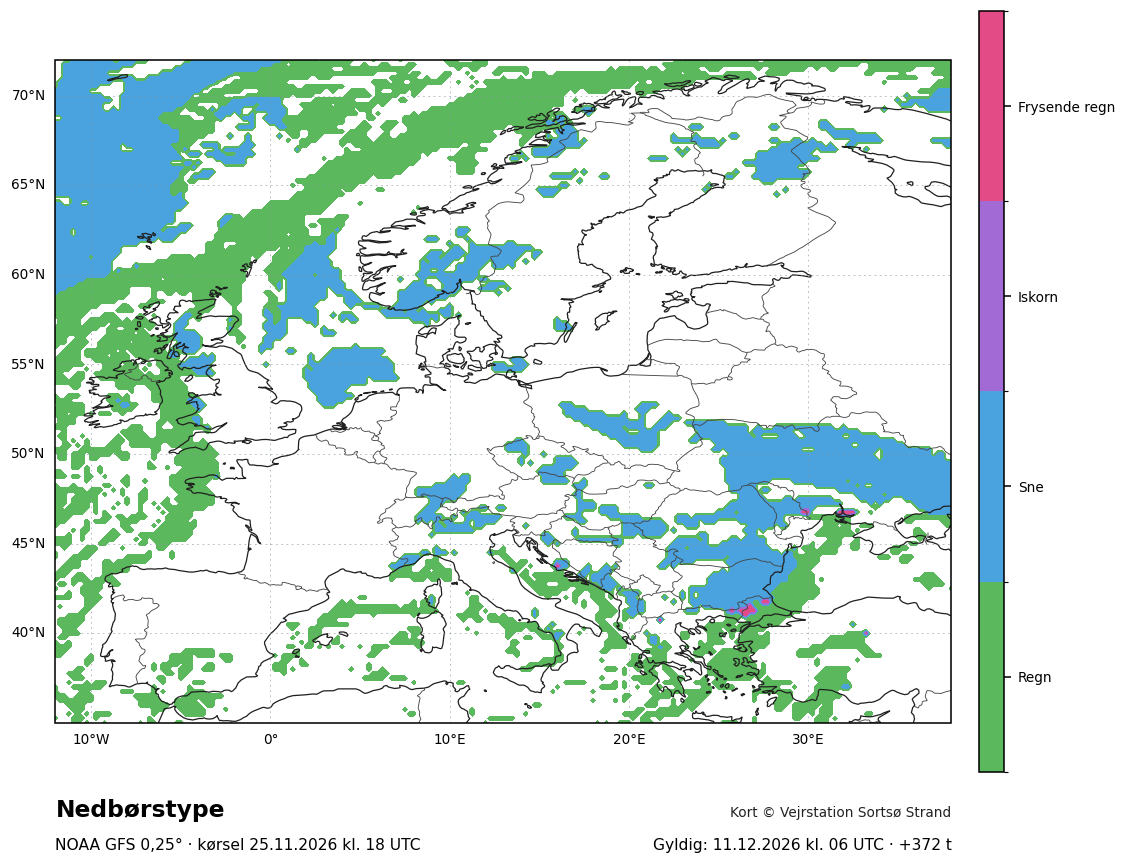 70°N
65°N
60°N
55°N
50°N
45°N
40°N
10°W
0°
10°E
20°E
30°E
Frysende regn
Iskorn
Sne
Regn
Nedbørstype
Kort © Vejrstation Sortsø Strand
NOAA GFS 0,25° · kørsel 25.11.2026 kl. 18 UTC
Gyldig: 11.12.2026 kl. 06 UTC · +372 t